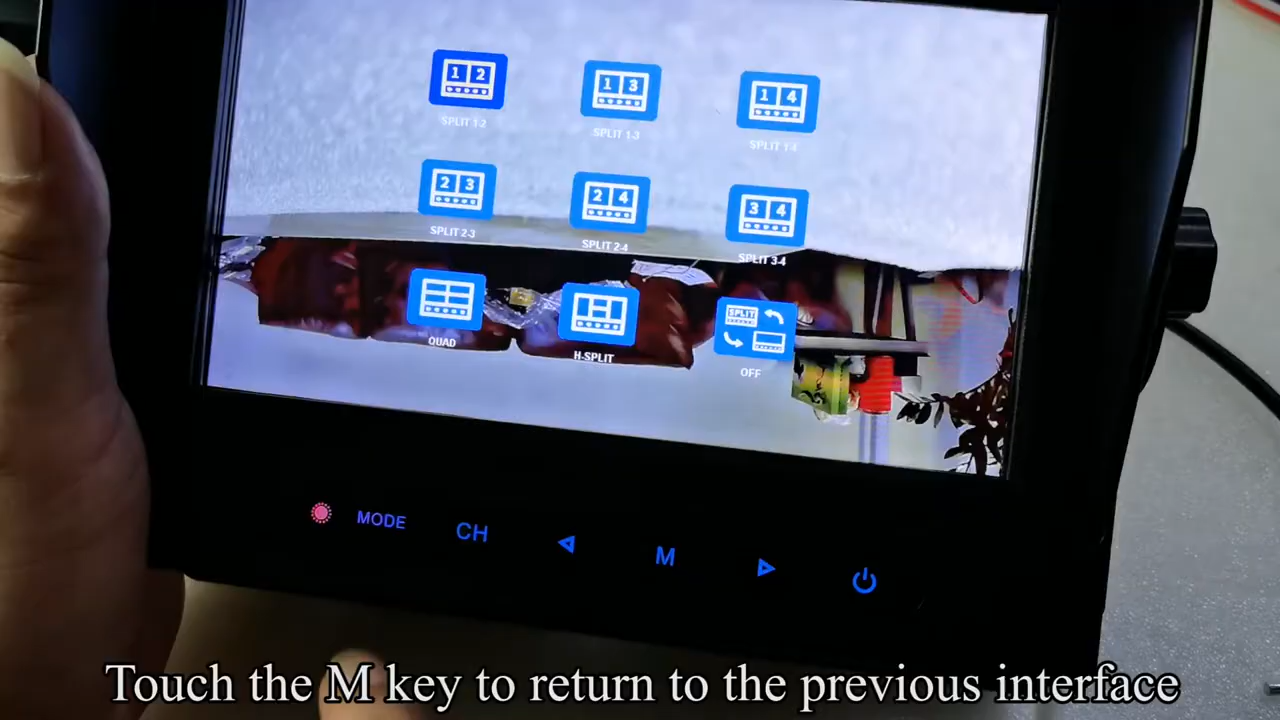 1 2
1 3
1 4
SPLIT 1-2
SPLIT 1-3
SPLIT 1-4
2 3
2 4
3 4
SPLIT 2-3
SPLIT 2-4
SPLIT 3-4
SPLIT
QUAD
H-SPLIT
OFF
MODE
CH
M
Touch the M key to return to the previous interface